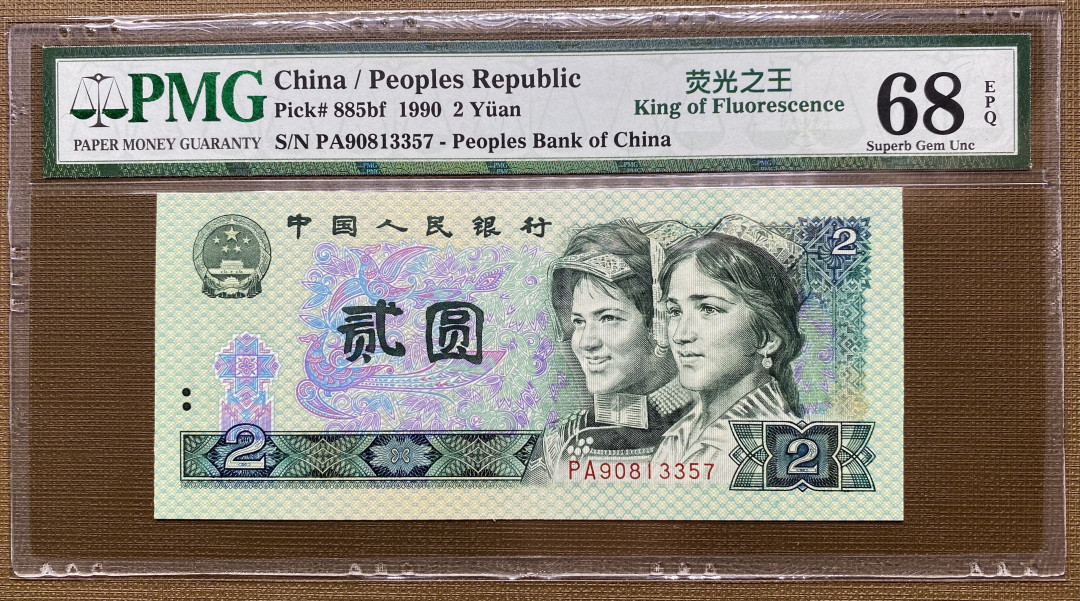 PMG
PAPER MONEY GUARANTY
China / Peoples Republic
Pick# 885bf 1990 2 Yüan
S/N PA90813357 - Peoples Bank of China
荧光之王
King of Fluorescence
68
EPQ
Superb Gem Unc
中国人民银行
2
贰圆
2
PA90813357
2